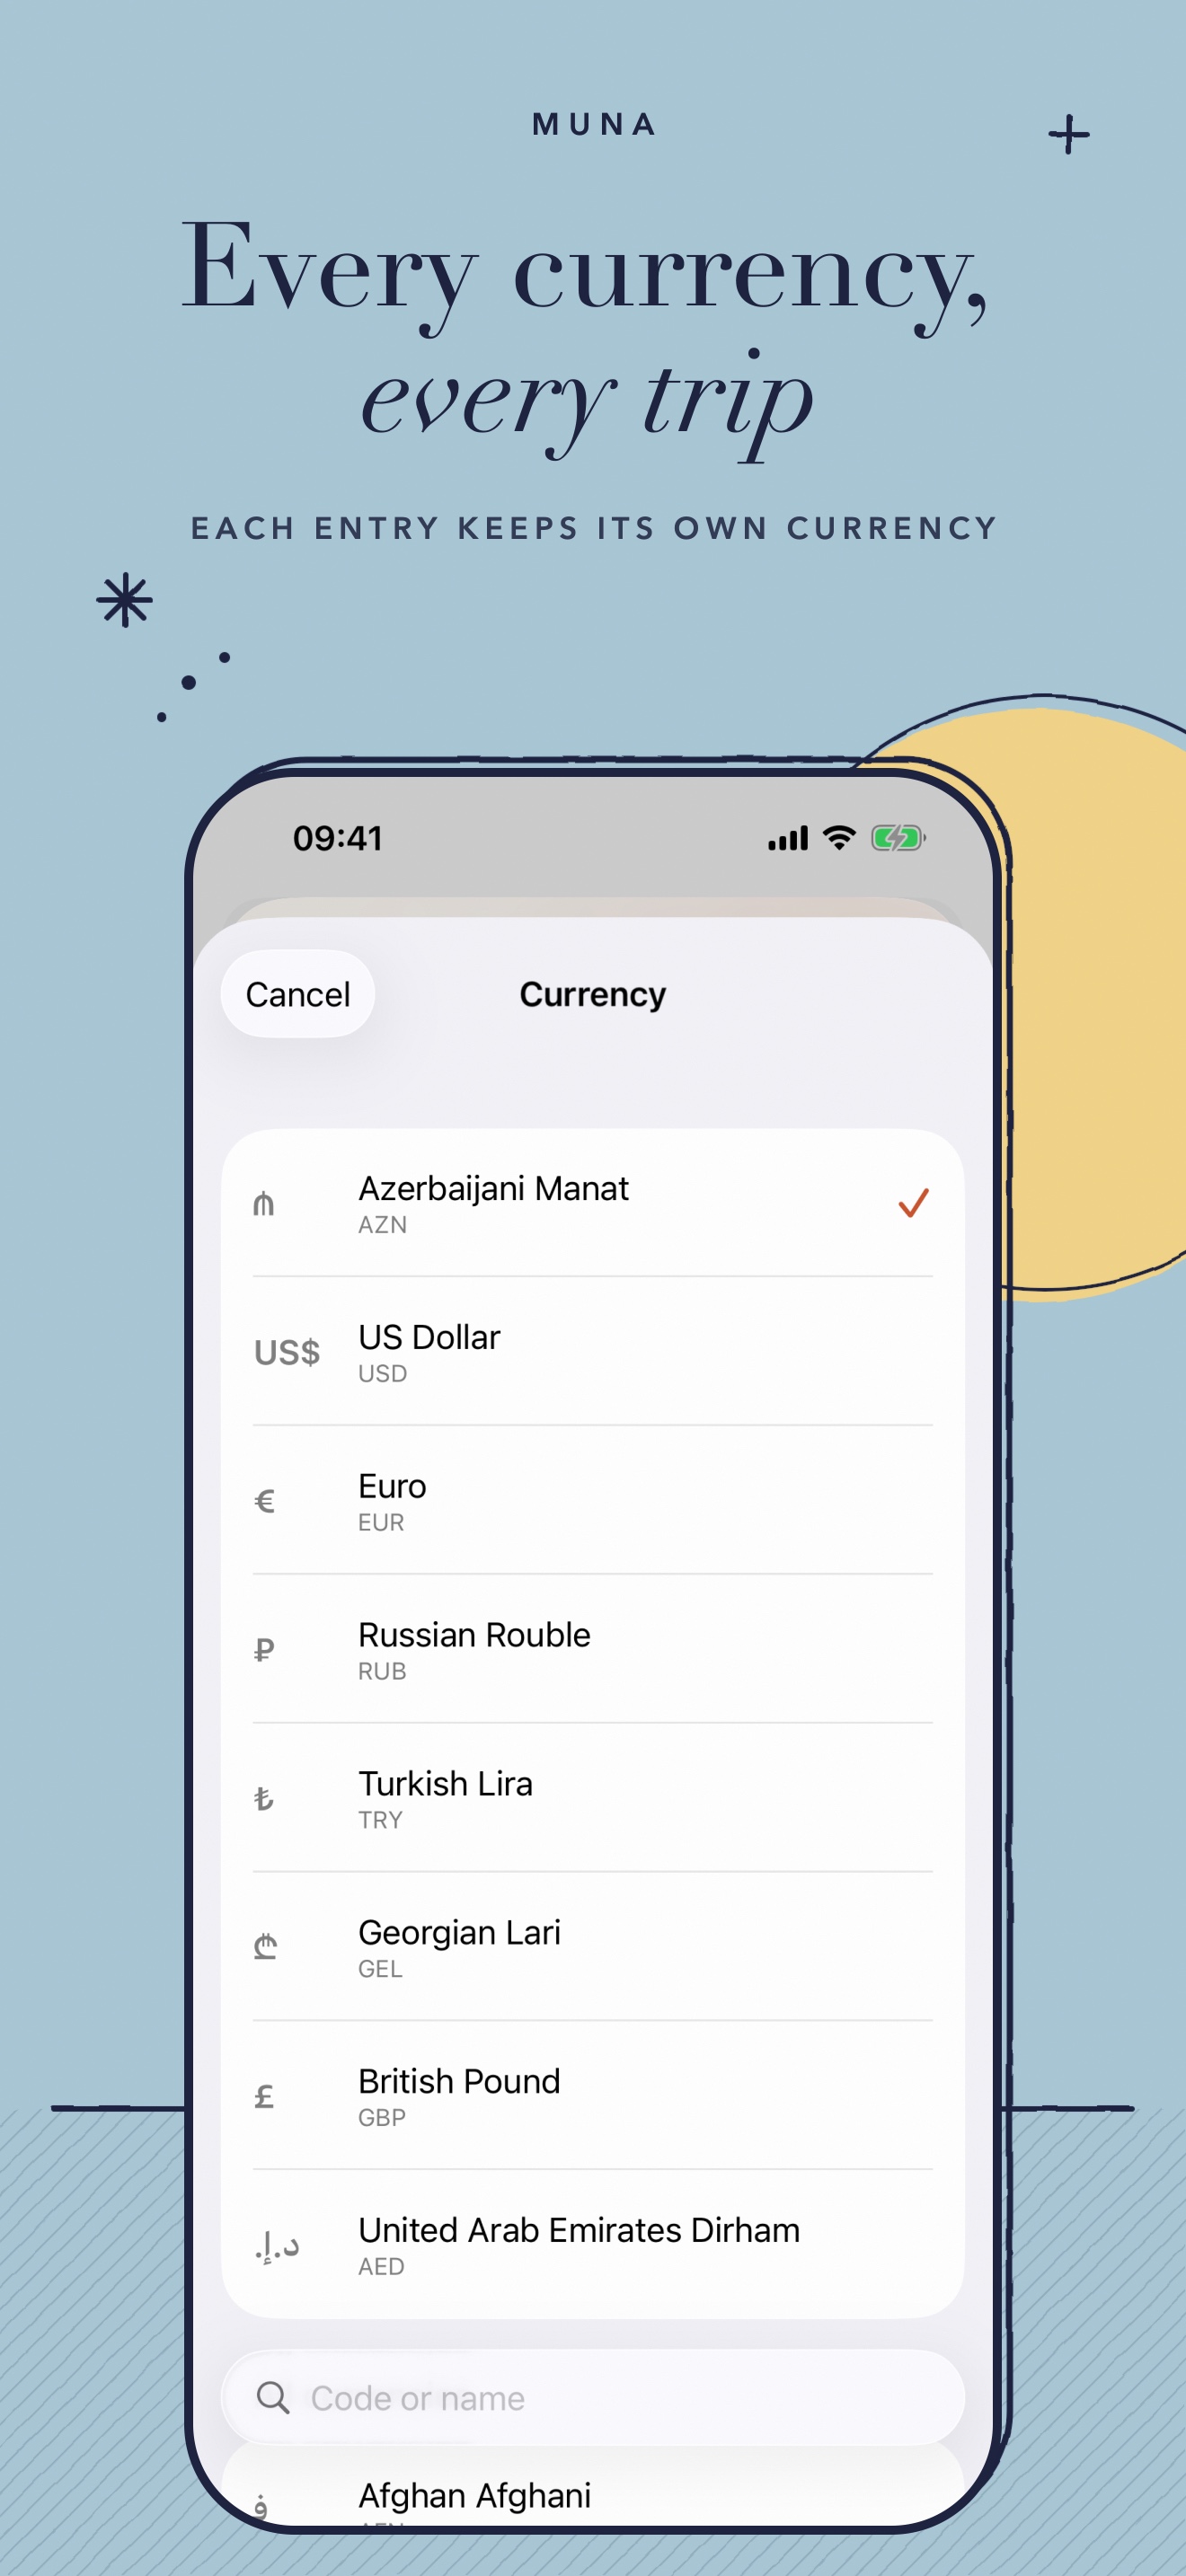 MUNA
Every currency,
every trip
EACH ENTRY KEEPS ITS OWN CURRENCY
09:41
Cancel
Currency
₼
Azerbaijani Manat
AZN
US$
US Dollar
USD
€
Euro
EUR
₽
Russian Rouble
RUB
₺
Turkish Lira
TRY
₾
Georgian Lari
GEL
£
British Pound
GBP
د.إ.
United Arab Emirates Dirham
AED
Code or name
؋
Afghan Afghani